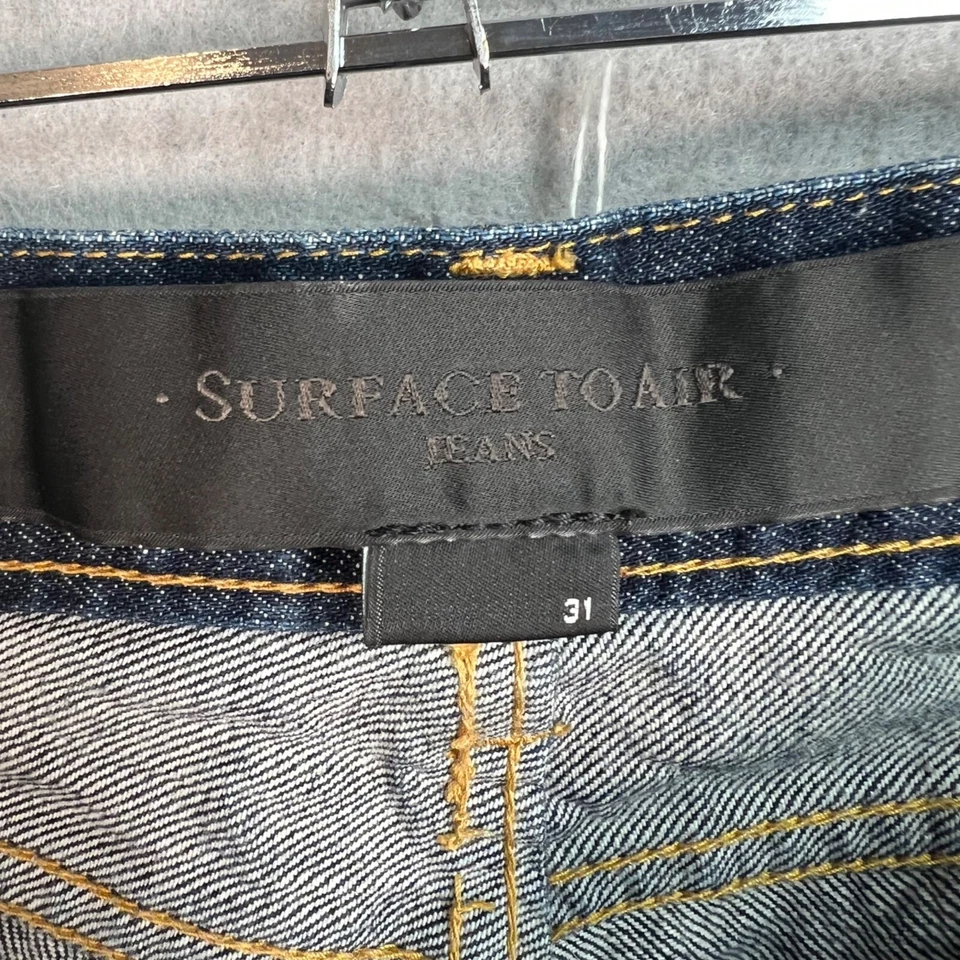 · SURFACE TO AIR ·
JEANS
31